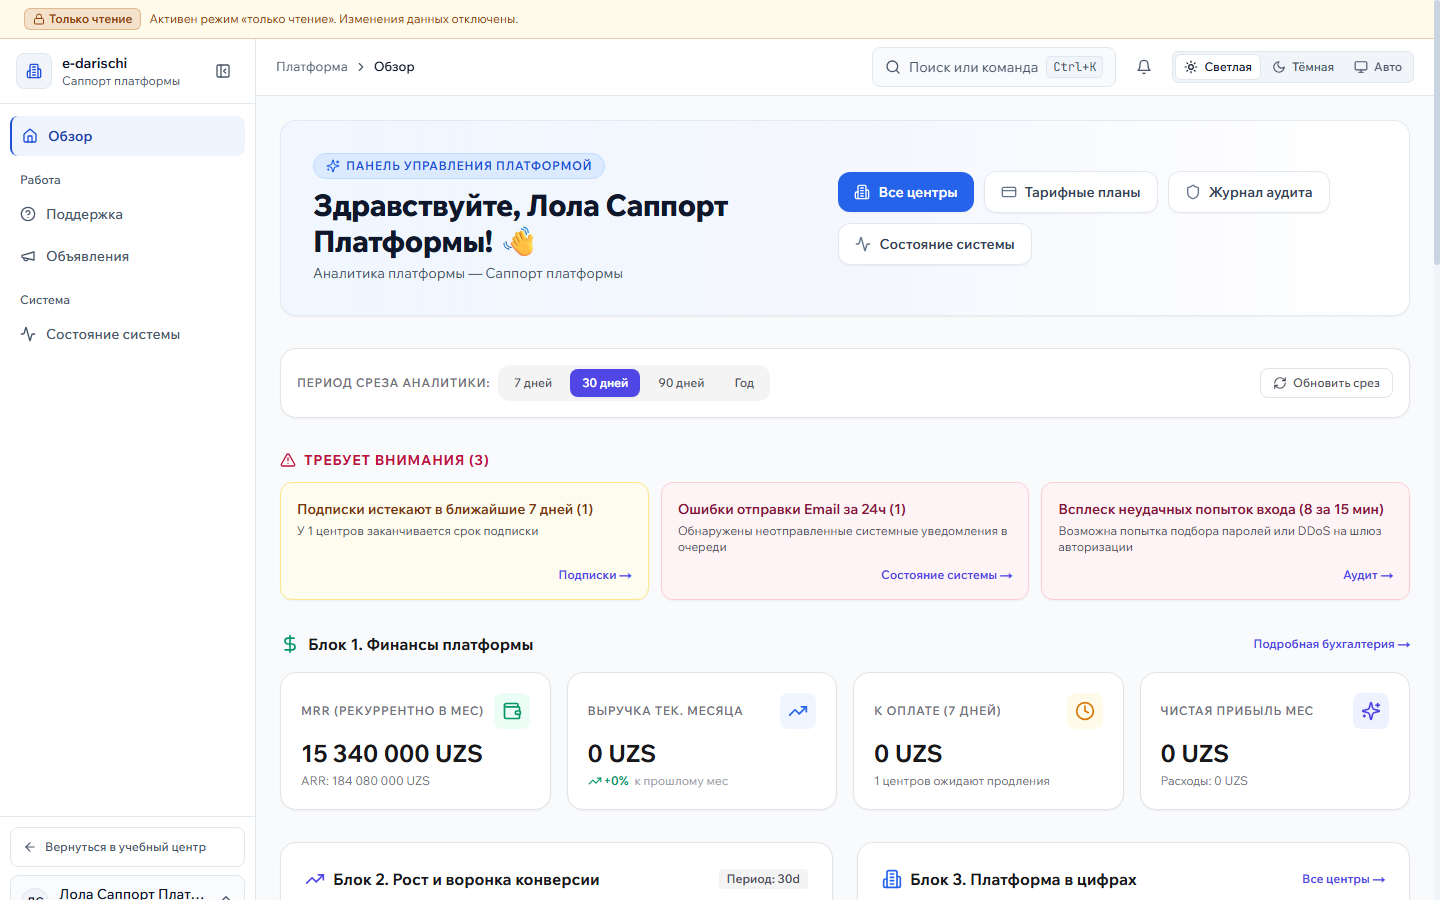 Только чтение Активен режим «только чтение». Изменения данных отключены.
e-darischi
Саппорт платформы
Платформа > Обзор
Поиск или команда Ctrl+K
Светлая Тёмная Авто
Обзор
Работа
Поддержка
Объявления
Система
Состояние системы
Вернуться в учебный центр
Лола Саппорт Плат...
ПАНЕЛЬ УПРАВЛЕНИЯ ПЛАТФОРМОЙ
Здравствуйте, Лола Саппорт
Платформы! 👋
Аналитика платформы — Саппорт платформы
Все центры Тарифные планы Журнал аудита
Состояние системы
ПЕРИОД СРЕЗА АНАЛИТИКИ: 7 дней 30 дней 90 дней Год Обновить срез
ТРЕБУЕТ ВНИМАНИЯ (3)
Подписки истекают в ближайшие 7 дней (1)
У 1 центров заканчивается срок подписки
Подписки →
Ошибки отправки Email за 24ч (1)
Обнаружены неотправленные системные уведомления в
очереди
Состояние системы →
Всплеск неудачных попыток входа (8 за 15 мин)
Возможна попытка подбора паролей или DDoS на шлюз
авторизации
Аудит →
Блок 1. Финансы платформы Подробная бухгалтерия →
MRR (РЕКУРРЕНТНО В МЕС)
15 340 000 UZS
ARR: 184 080 000 UZS
ВЫРУЧКА ТЕК. МЕСЯЦА
0 UZS
+0% к прошлому мес
К ОПЛАТЕ (7 ДНЕЙ)
0 UZS
1 центров ожидают продления
ЧИСТАЯ ПРИБЫЛЬ МЕС
0 UZS
Расходы: 0 UZS
Блок 2. Рост и воронка конверсии Период: 30d
Блок 3. Платформа в цифрах Все центры →